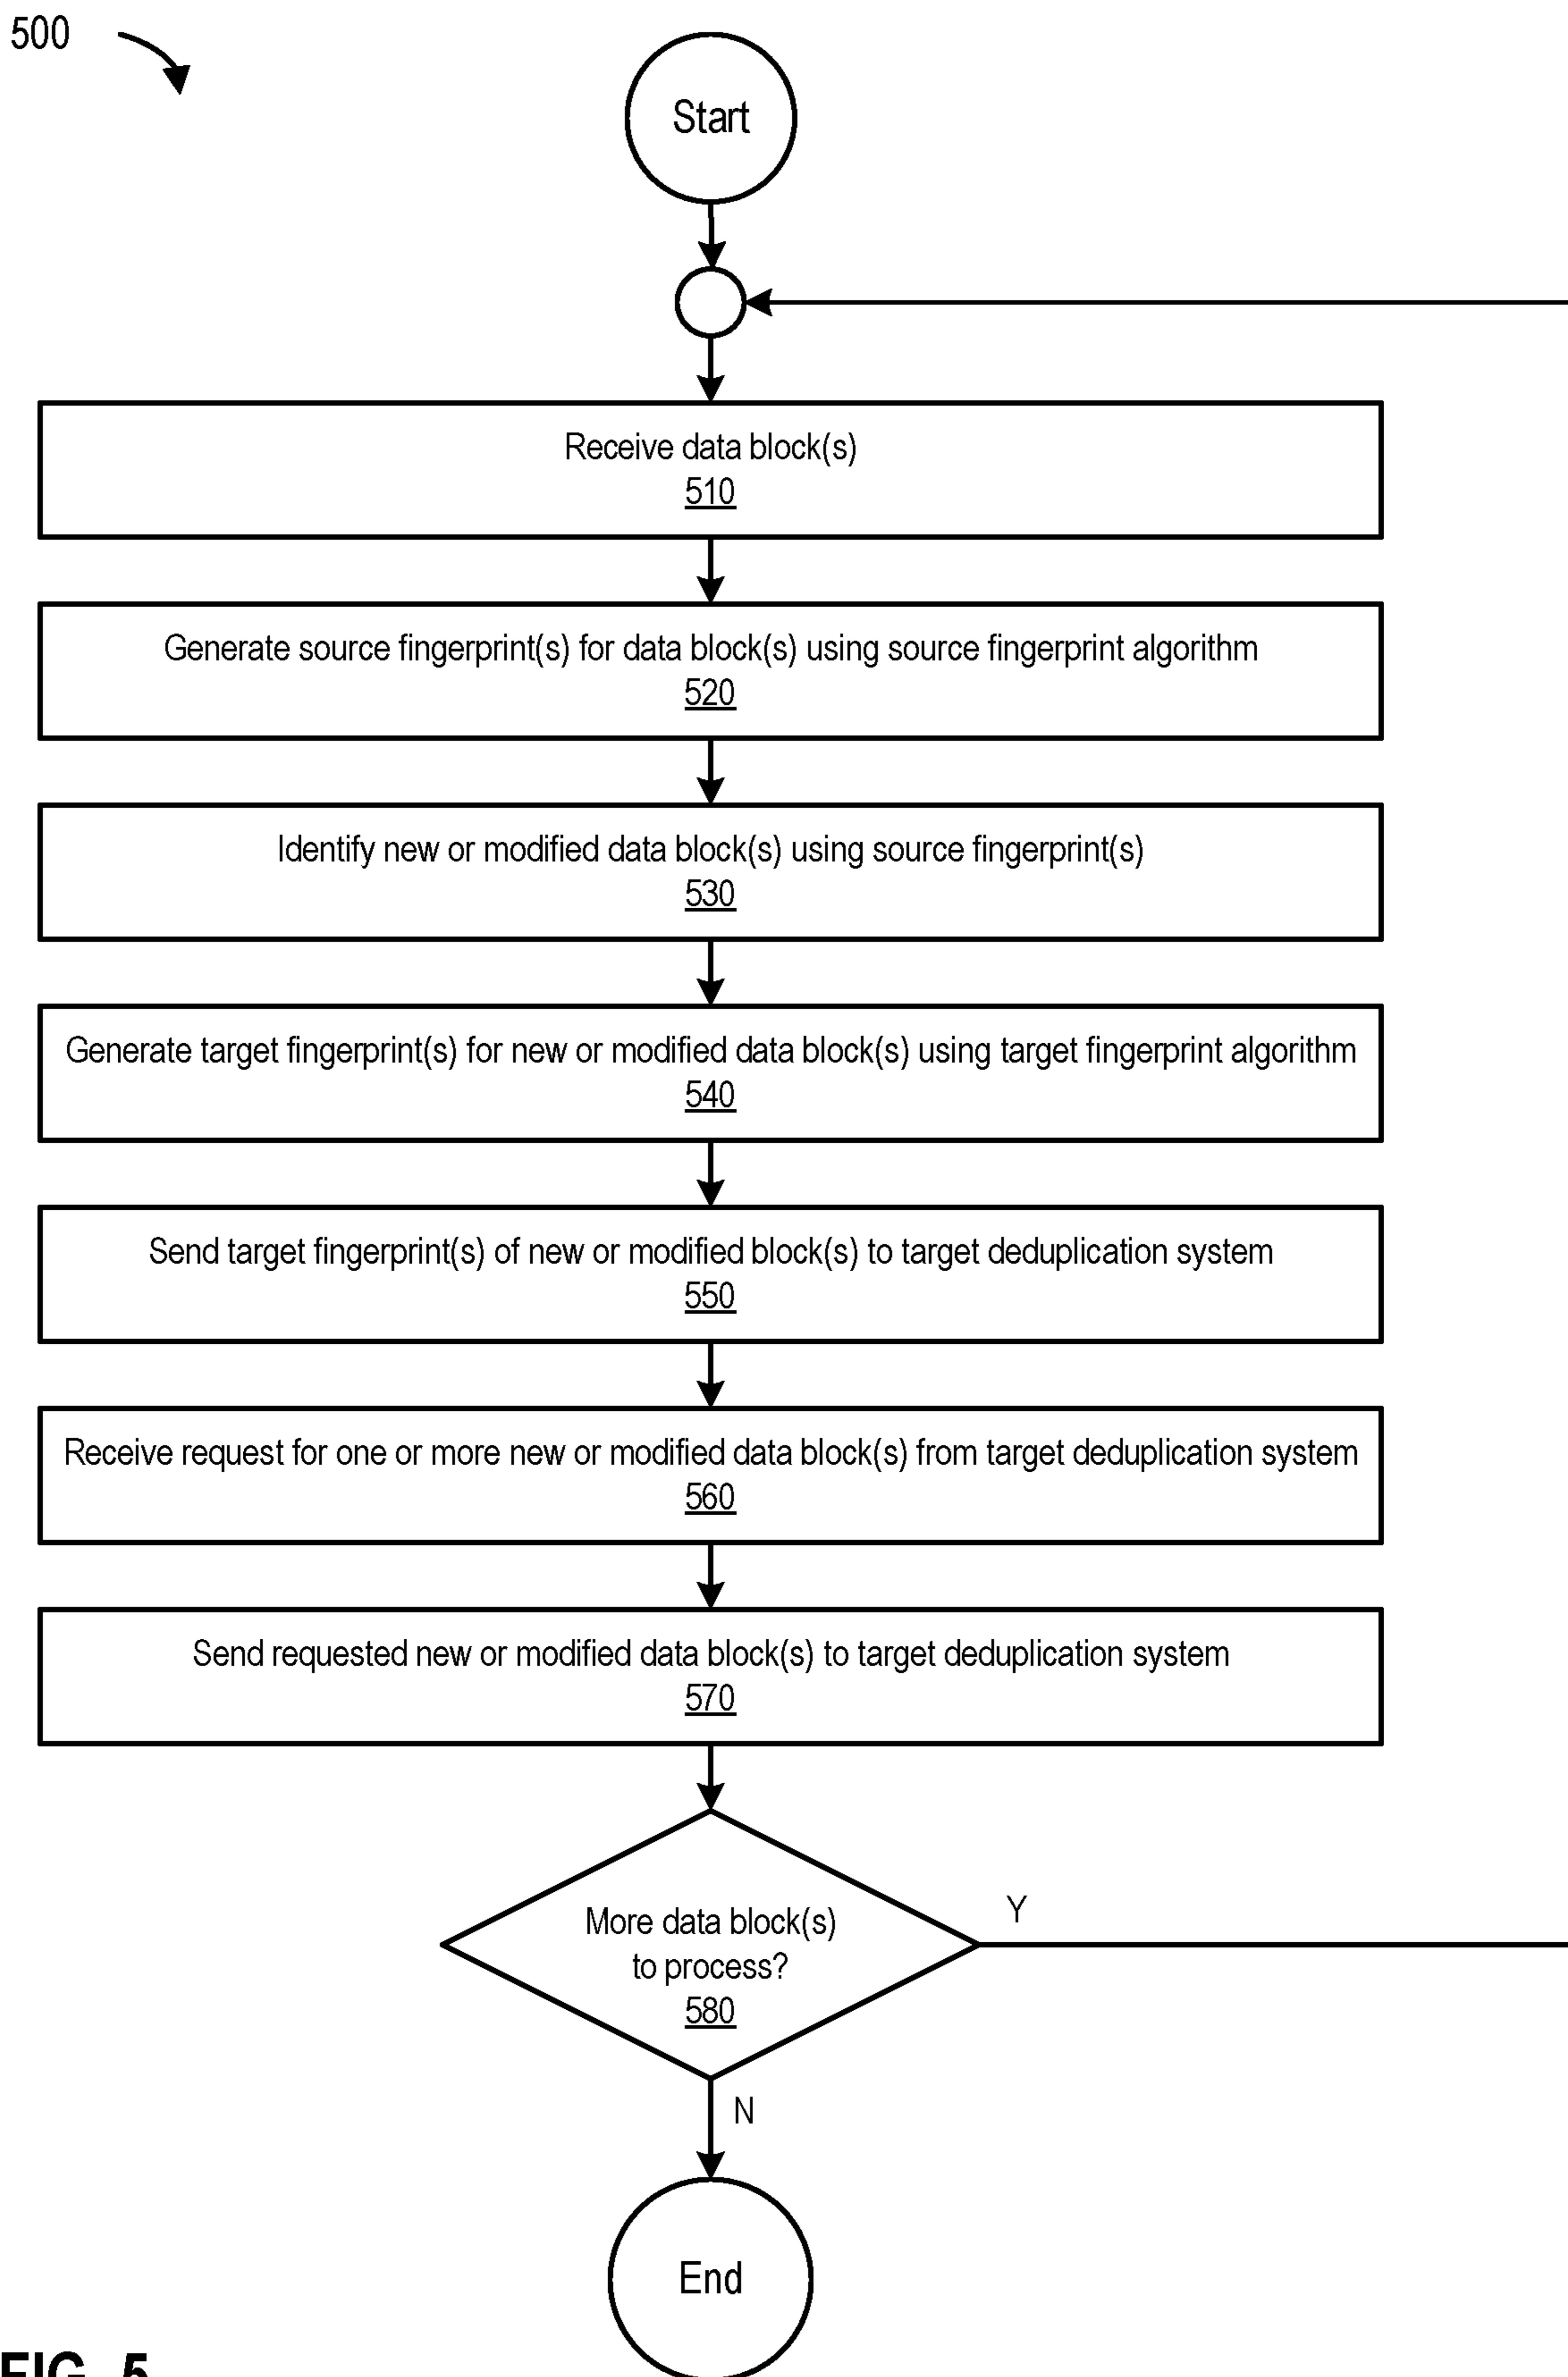 500
Start
Receive data block(s)
510
Generate source fingerprint(s) for data block(s) using source fingerprint algorithm
520
Identify new or modified data block(s) using source fingerprint(s)
530
Generate target fingerprint(s) for new or modified data block(s) using target fingerprint algorithm
540
Send target fingerprint(s) of new or modified block(s) to target deduplication system
550
Receive request for one or more new or modified data block(s) from target deduplication system
560
Send requested new or modified data block(s) to target deduplication system
570
More data block(s)
to process?
580
Y
N
End
FIG. 5